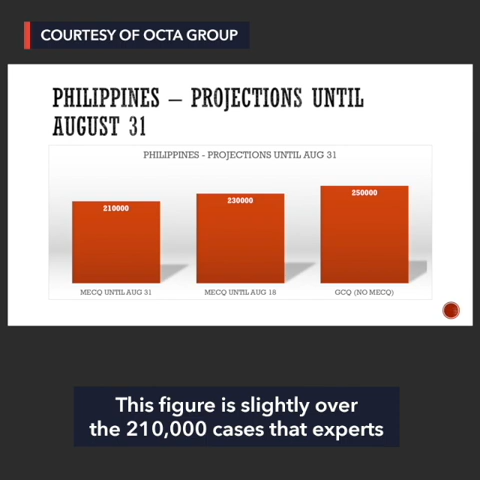 COURTESY OF OCTA GROUP
PHILIPPINES – PROJECTIONS UNTIL
AUGUST 31
PHILIPPINES - PROJECTIONS UNTIL AUG 31
210000
230000
250000
MECQ UNTIL AUG 31
MECQ UNTIL AUG 18
GCQ (NO MECQ)
This figure is slightly over
the 210,000 cases that experts